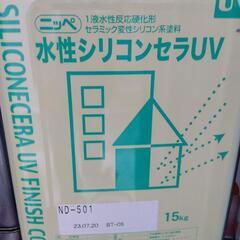 ニッペ
1液水性反応硬化形
セラミック変性シリコン系塗料
水性シリコンセラUV
SILICONECERA UV FINISH CO
U
ND-501
23.07.20 BT-05
15kg